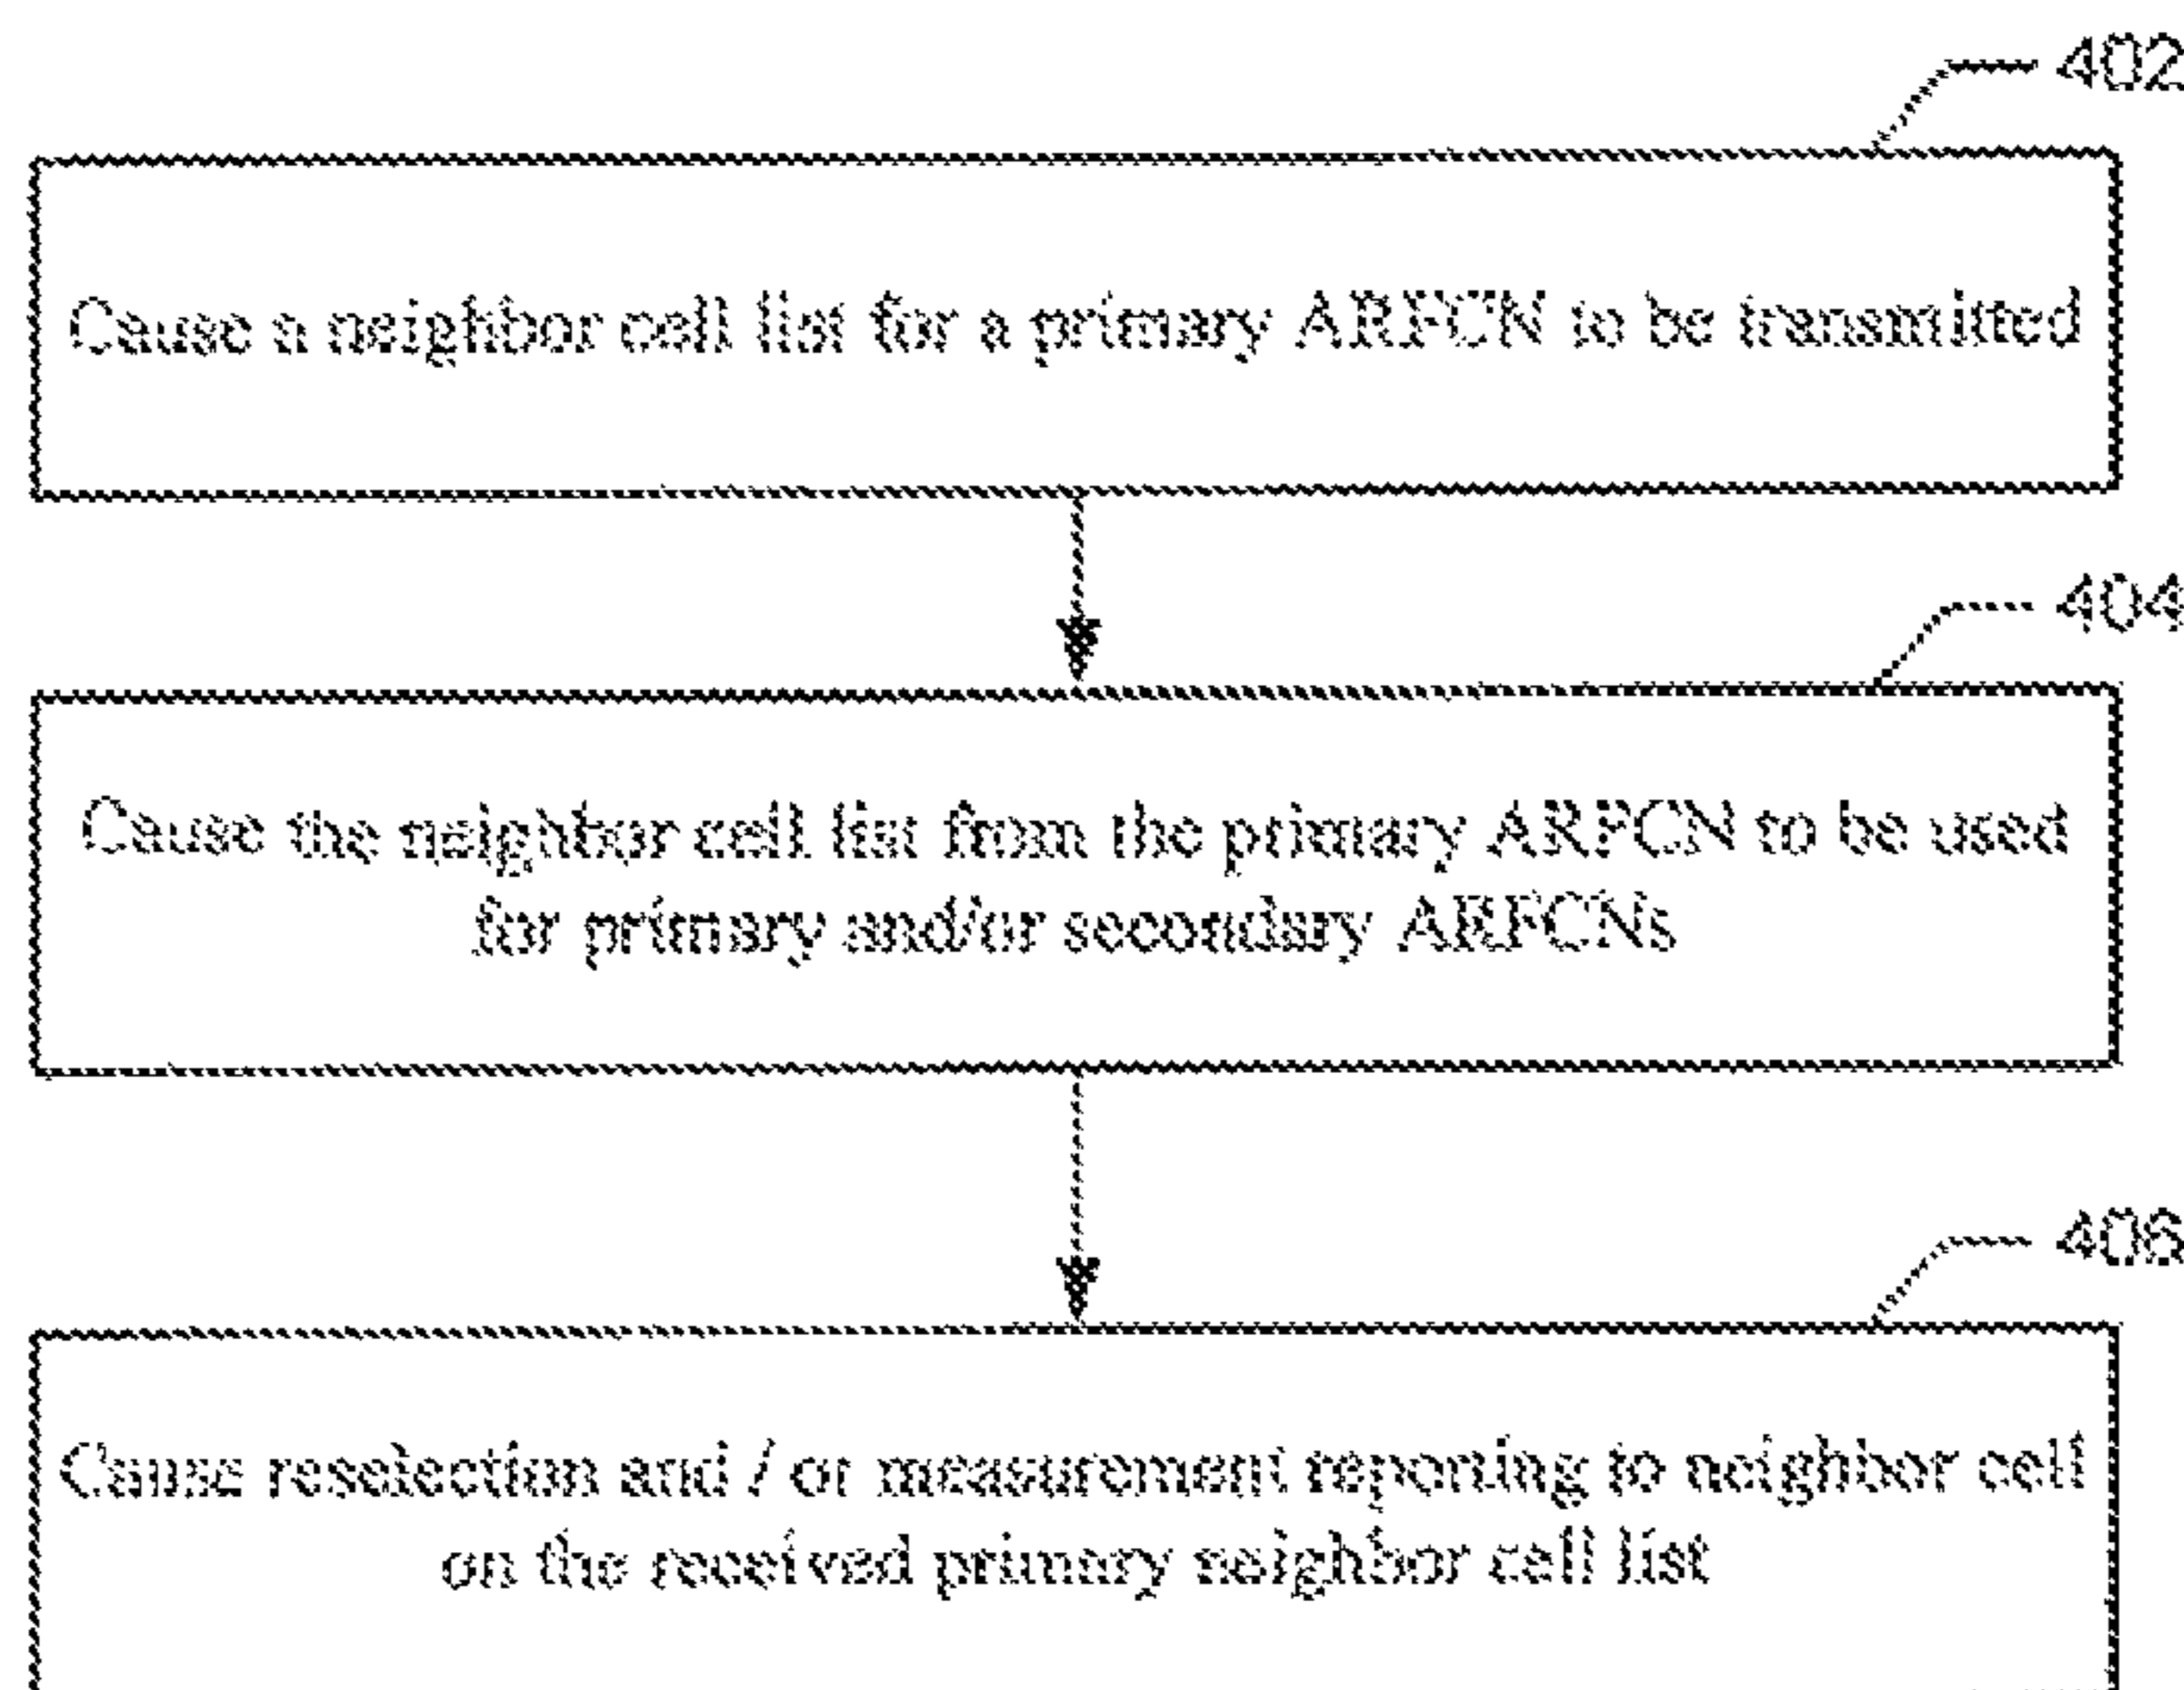 402
Cause a neighbor cell list for a primary ARFCN to be transmitted
404
Cause the neighbor cell list from the primary ARFCN to be used
for primary and/or secondary ARFCNs
406
Cause reselection and / or measurement reporting to neighbor cell
on the received primary neighbor cell list